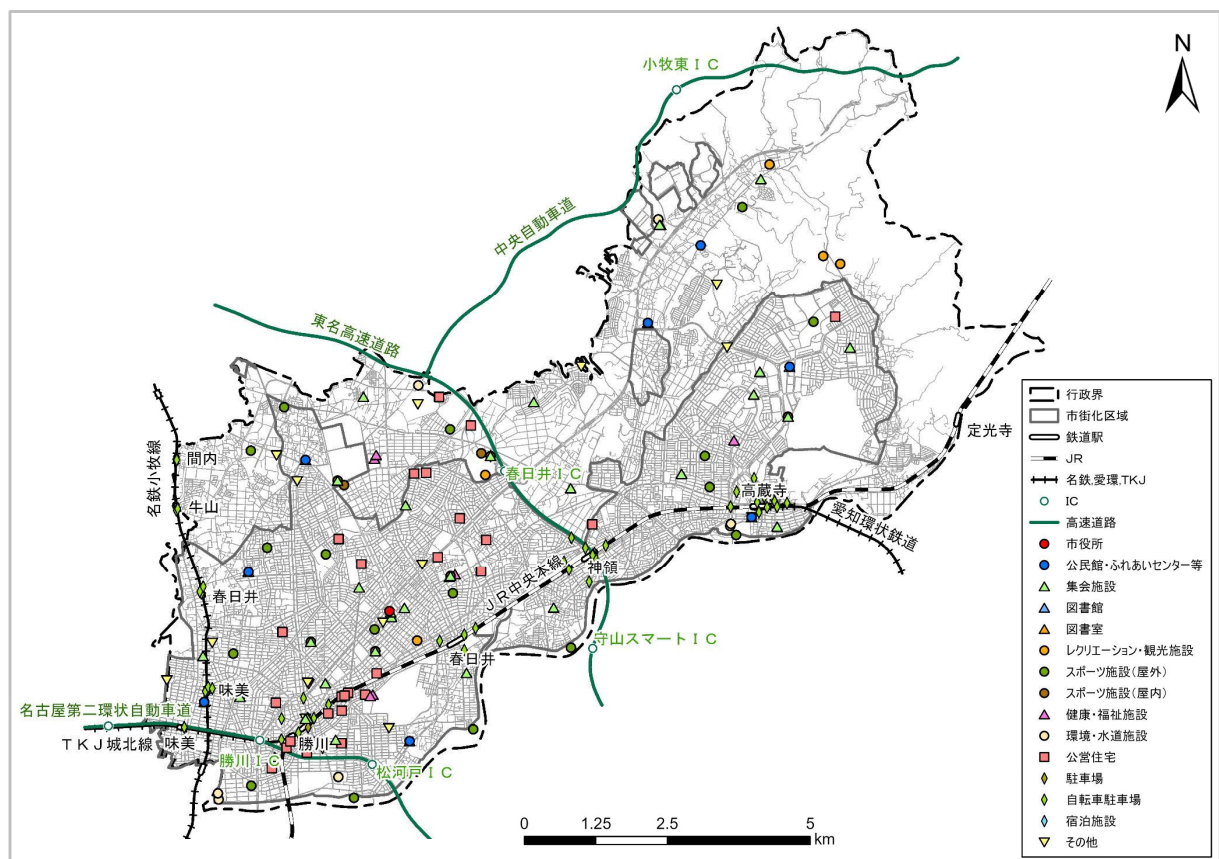 N
小牧東ＩＣ
中央自動車道
東名高速道路
名鉄小牧線
間内
牛山
春日井ＩＣ
高蔵寺
定光寺
愛知環状鉄道
JR中央本線
神領
春日井
守山スマートＩＣ
春日井
味美
名古屋第二環状自動車道
ＴＫＪ城北線
味美
勝川ＩＣ
勝川
松河戸ＩＣ
0 1.25 2.5 5
km
行政界
市街化区域
鉄道駅
JR
名鉄,愛環,TKJ
IC
高速道路
市役所
公民館・ふれあいセンター等
集会施設
図書館
図書室
レクリエーション・観光施設
スポーツ施設(屋外)
スポーツ施設(屋内)
健康・福祉施設
環境・水道施設
公営住宅
駐車場
自転車駐車場
宿泊施設
その他